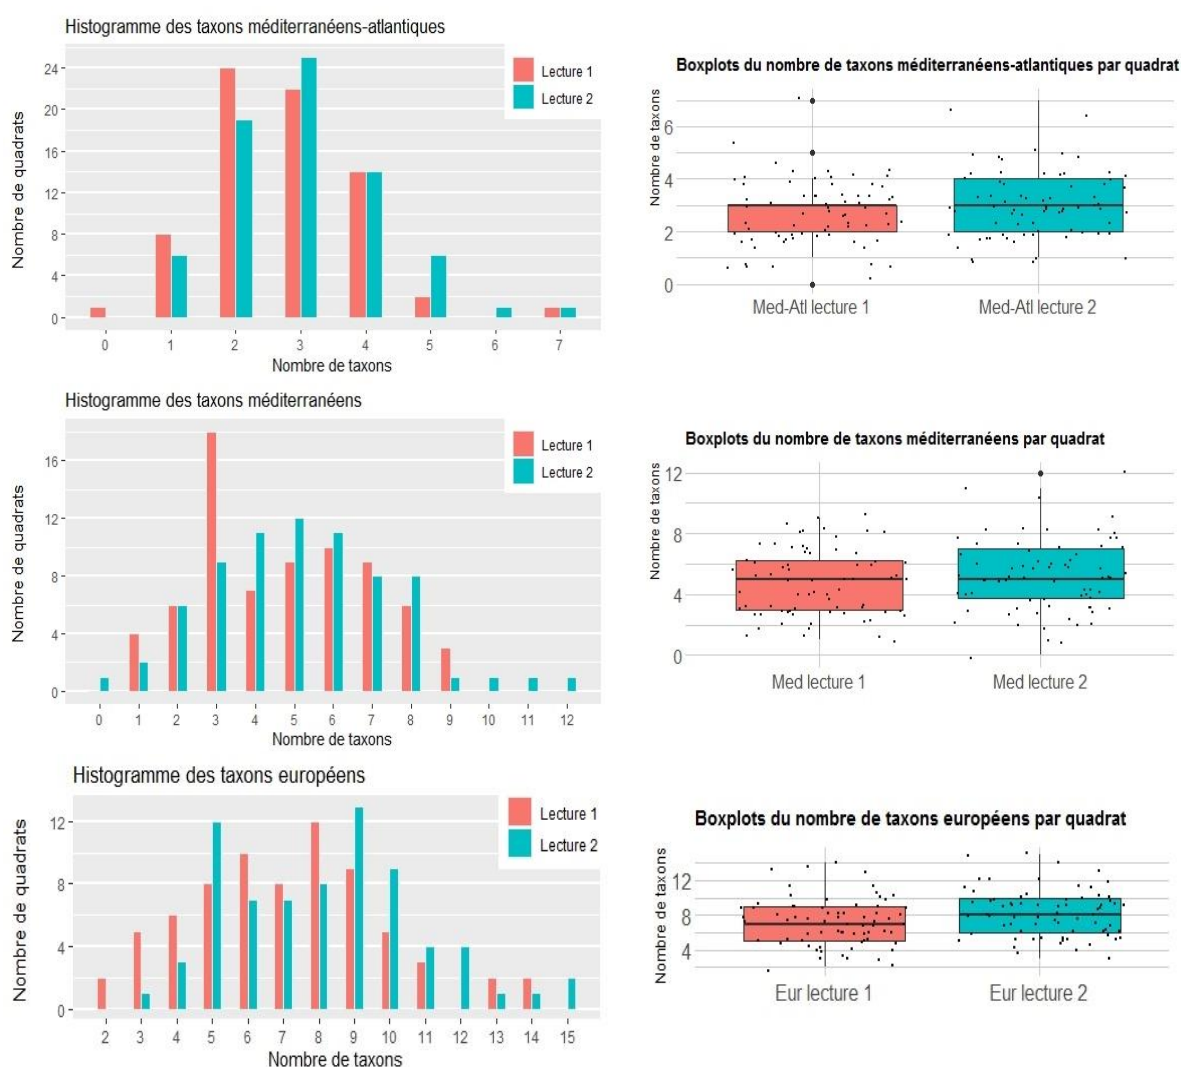 Histogramme des taxons méditerranéens-atlantiques
Lecture 1
Lecture 2
Nombre de quadrats
24
20
16
12
8
4
0
0 1 2 3 4 5 6 7
Nombre de taxons
Boxplots du nombre de taxons méditerranéens-atlantiques par quadrat
Nombre de taxons
6
4
2
0
Med-Atl lecture 1 Med-Atl lecture 2
Histogramme des taxons méditerranéens
Lecture 1
Lecture 2
Nombre de quadrats
16
12
8
4
0
0 1 2 3 4 5 6 7 8 9 10 11 12
Nombre de taxons
Boxplots du nombre de taxons méditerranéens par quadrat
Nombre de taxons
12
8
4
0
Med lecture 1 Med lecture 2
Histogramme des taxons européens
Lecture 1
Lecture 2
Nombre de quadrats
12
8
4
0
2 3 4 5 6 7 8 9 10 11 12 13 14 15
Nombre de taxons
Boxplots du nombre de taxons européens par quadrat
Nombre de taxons
12
8
4
Eur lecture 1 Eur lecture 2